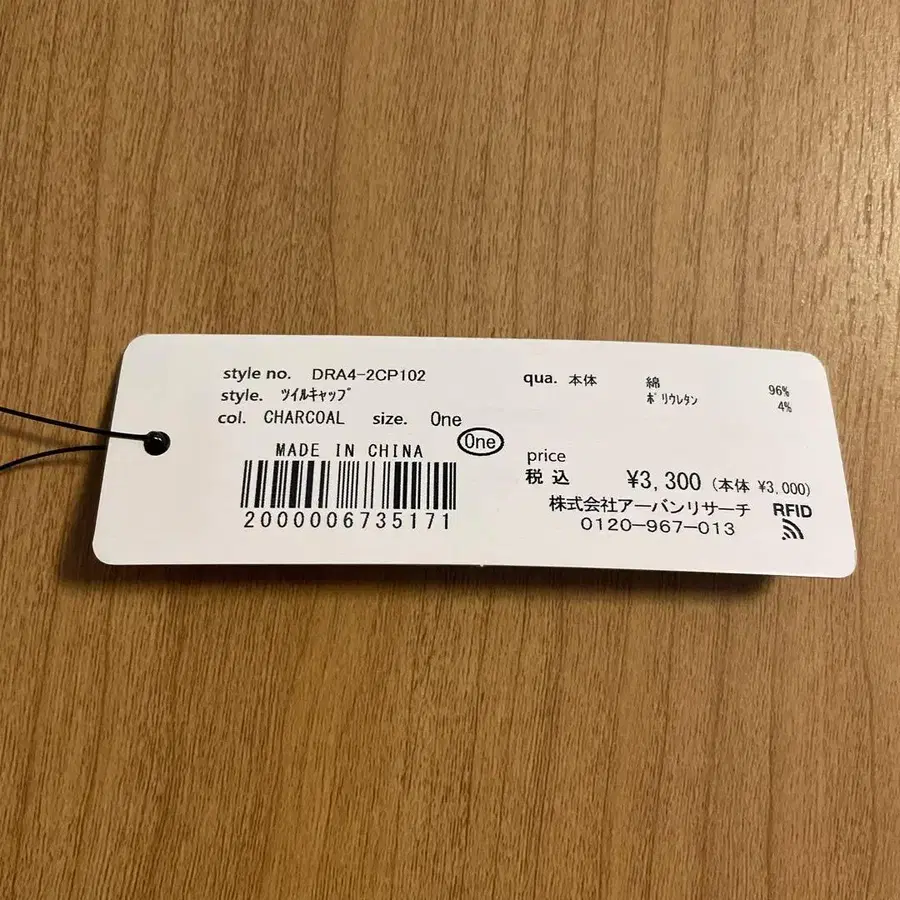 style no. DRA4-2CP102
style. ﾂｲﾙｷｬｯﾌﾟ
col. CHARCOAL size. One
One
MADE IN CHINA
2000006735171
qua. 本体 綿 96%
ﾎﾟﾘｳﾚﾀﾝ 4%
price
税込 ¥3,300 (本体 ¥3,000)
株式会社アーバンリサーチ
0120-967-013
RFID